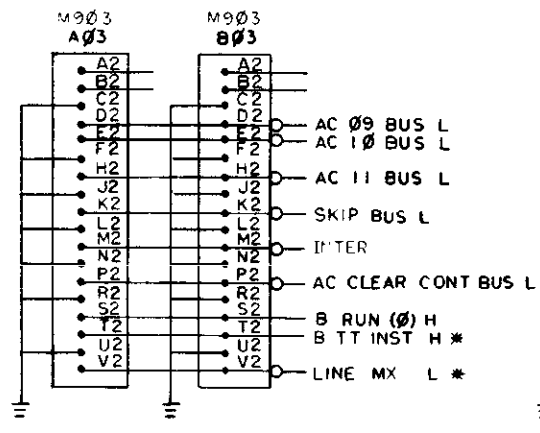 M9Ø3 M9Ø3
AØ3 BØ3
A2 A2
B2 B2
C2 C2
D2 D2 AC Ø9 BUS L
E2 E2 AC 1Ø BUS L
F2 F2
H2 H2 AC 11 BUS L
J2 J2
K2 K2 SKIP BUS L
L2 L2
M2 M2 INTER
N2 N2
P2 P2 AC CLEAR CONT BUS L
R2 R2
S2 S2 B RUN (Ø) H
T2 T2 B TT INST H *
U2 U2
V2 V2 LINE MX L *